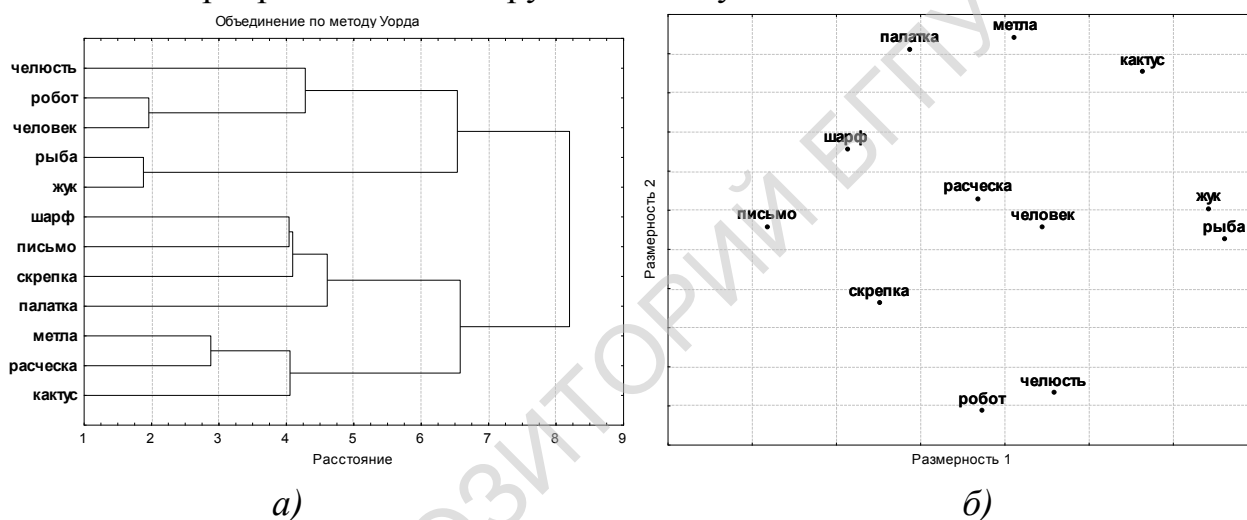 Объединение по методу Уорда
челюсть
робот
человек
рыба
жук
шарф
письмо
скрепка
палатка
метла
расческа
кактус
1 2 3 4 5 6 7 8 9
Расстояние
а)
метла
палатка
кактус
шарф
расческа
жук
письмо
человек
рыба
скрепка
челюсть
робот
Размерность 2
Размерность 1
б)
ОЗИТОРИЙ БГПУ